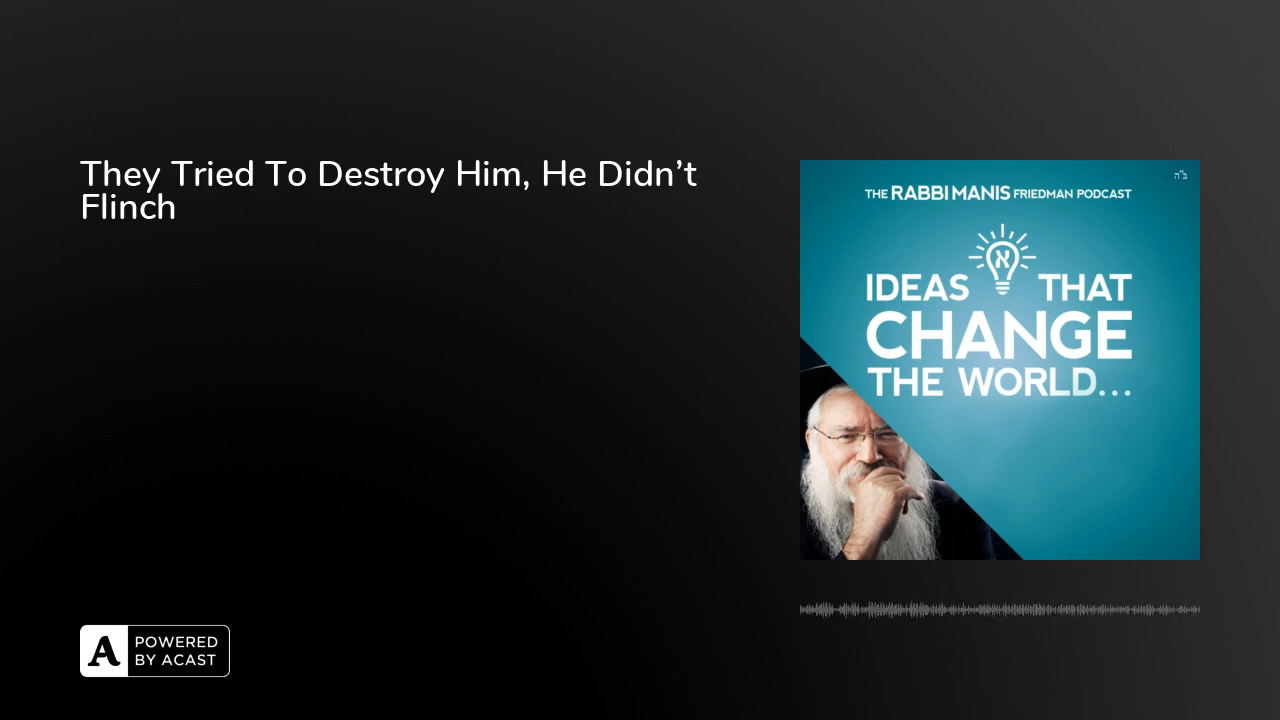 They Tried To Destroy Him, He Didn’t
Flinch
ב"ה
THE RABBI MANIS FRIEDMAN PODCAST
א
IDEAS THAT
CHANGE
THE WORLD...
A POWERED
BY ACAST